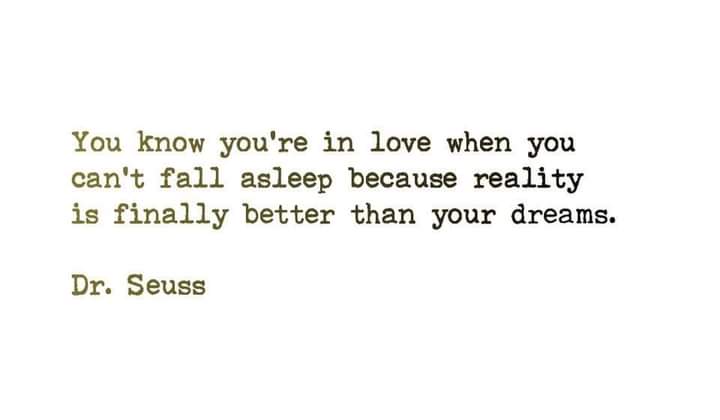 You know you're in love when you
can't fall asleep because reality
is finally better than your dreams.
Dr. Seuss